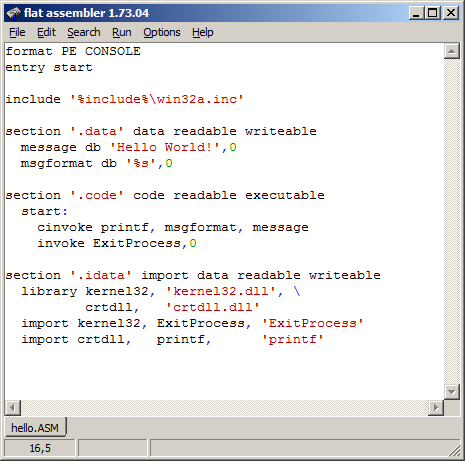 flat assembler 1.73.04
File Edit Search Run Options Help
format PE CONSOLE
entry start
include '%include%\win32a.inc'
section '.data' data readable writeable
message db 'Hello World!',0
msgformat db '%s',0
section '.code' code readable executable
start:
cinvoke printf, msgformat, message
invoke ExitProcess,0
section '.idata' import data readable writeable
library kernel32, 'kernel32.dll', \
crtdll, 'crtdll.dll'
import kernel32, ExitProcess, 'ExitProcess'
import crtdll, printf, 'printf'
hello.ASM
16,5